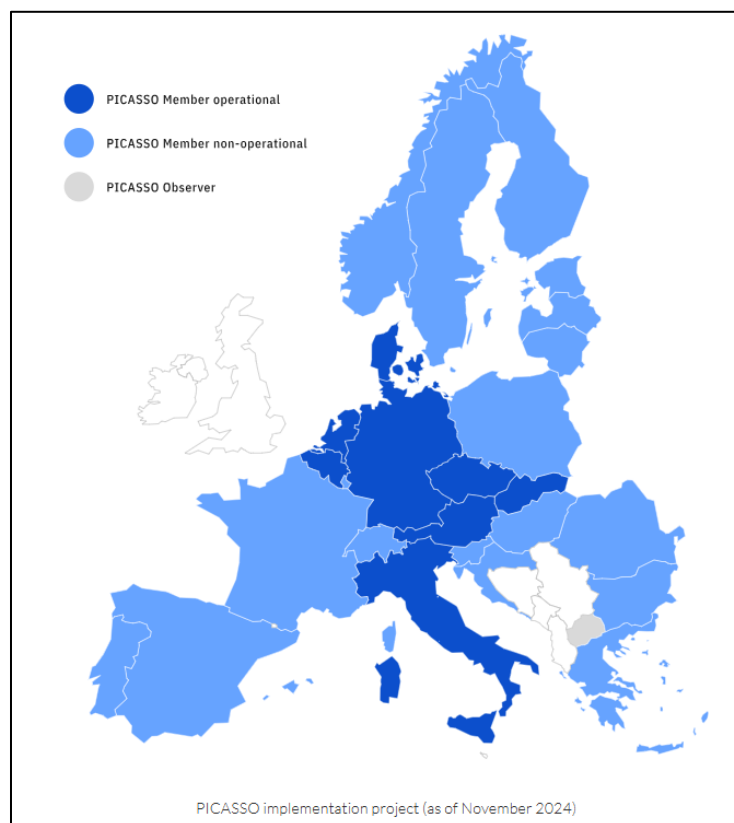 PICASSO Member operational
PICASSO Member non-operational
PICASSO Observer
PICASSO implementation project (as of November 2024)